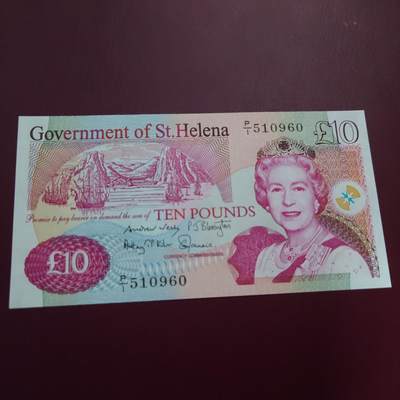 Government of St.Helena P/1 510960 £10
Promise to pay bearer on demand the sum of TEN POUNDS
£10 P/1 510960